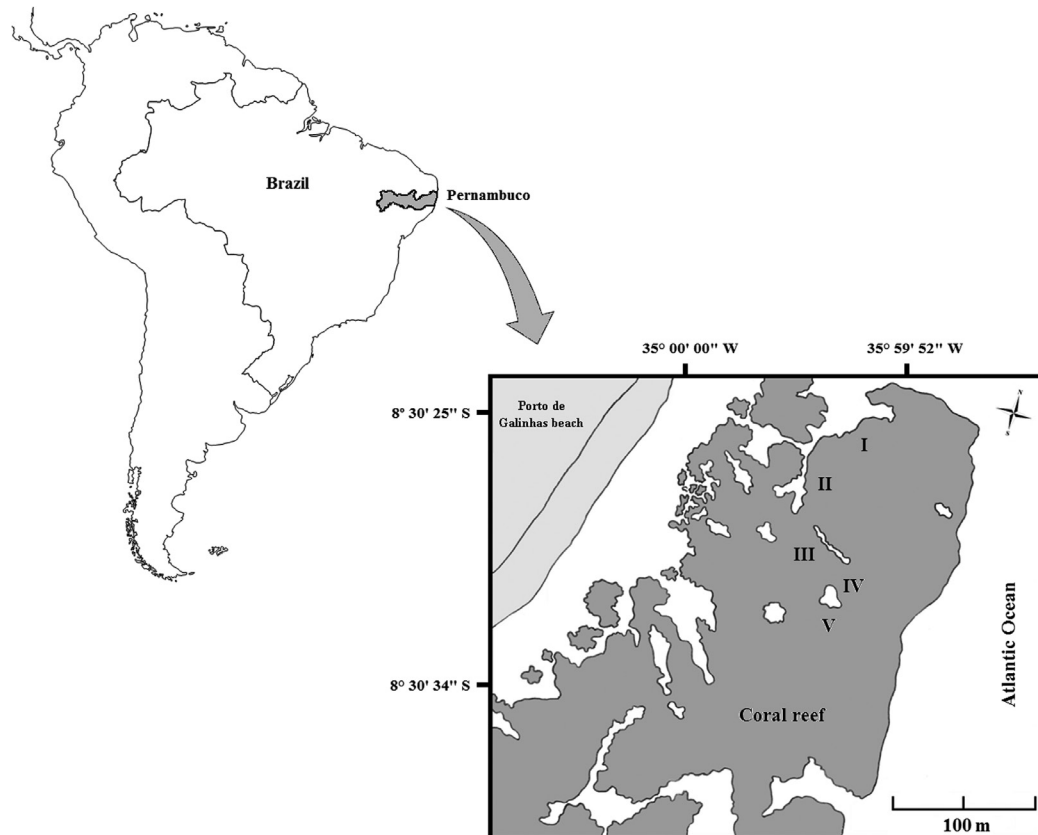 Brazil
Pernambuco
35° 00' 00" W
35° 59' 52" W
8° 30' 25" S
Porto de
Galinhas beach
N
S
I
II
III
IV
V
8° 30' 34" S
Coral reef
Atlantic Ocean
100 m